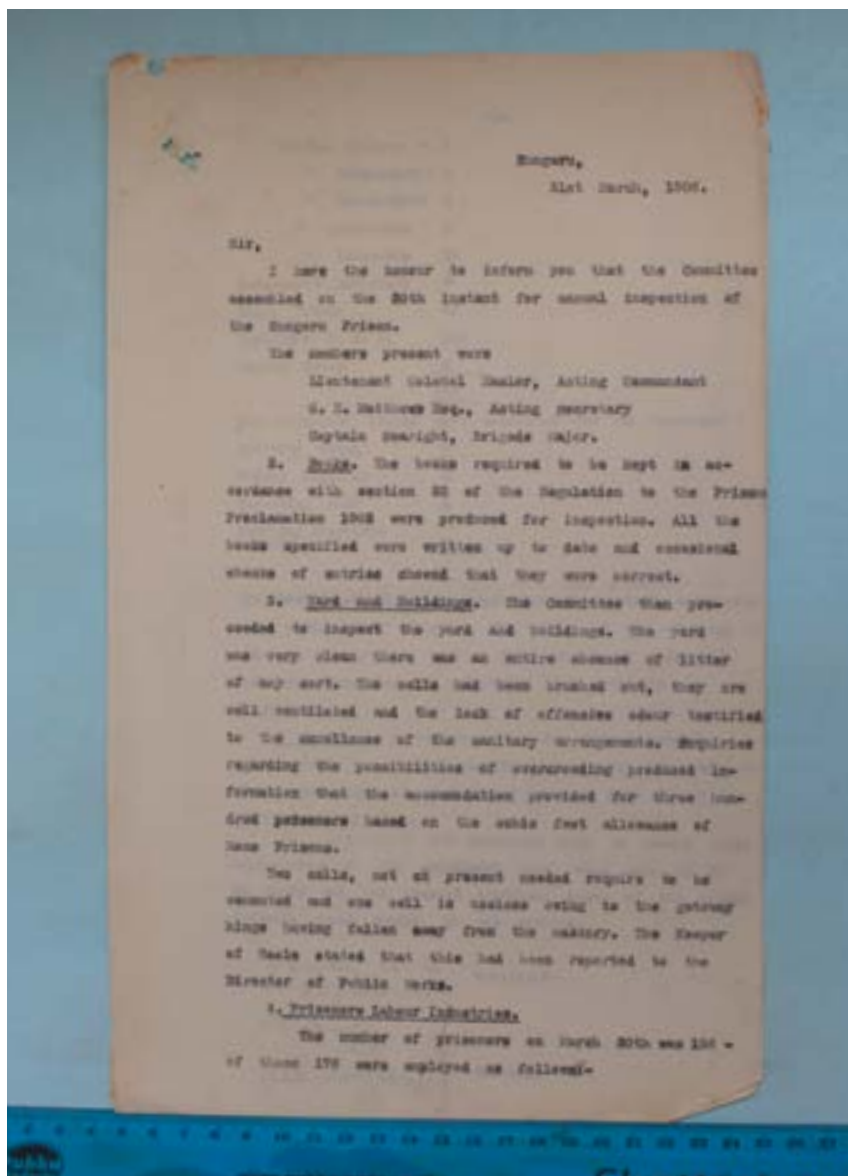 Zungeru,
31st March, 1906.
Sir,
I have the honour to inform you that the Committee
assembled on the 30th instant for annual inspection of
the Zungeru Prison.
The members present were
Lieutenant Colonel Hasler, Acting Commandant
Esq., Acting Secretary
Captain Seabright, Brigade Major.
2. Books. The books required to be kept in ac-
cordance with section of the Regulation to the Prison
Proclamation were produced for inspection. All the
books specified were written up to date and occasional
checks of entries showed that they were correct.
3. Yard and Buildings. The Committee then pro-
ceeded to inspect the yard and buildings. The yard
was very clean there was an entire absence of litter
of any sort. The cells had been brushed out, they are
well ventilated and the lack of offensive odour testified
to the excellence of the sanitary arrangements. Enquiries
regarding the possibilities of overcrowding produced in-
formation that the accommodation provided for three hun-
dred prisoners based on the cubic feet allowance of
Home Prisons.
Two cells, not at present needed require to be
cemented and one cell is useless owing to the
hinge having fallen away from the masonry. The Keeper
of Gaols stated that this had been reported to the
Director of Public Works.
4. Prisoners Labour Industries.
The number of prisoners on March 30th was
of these 178 were employed as follows:-